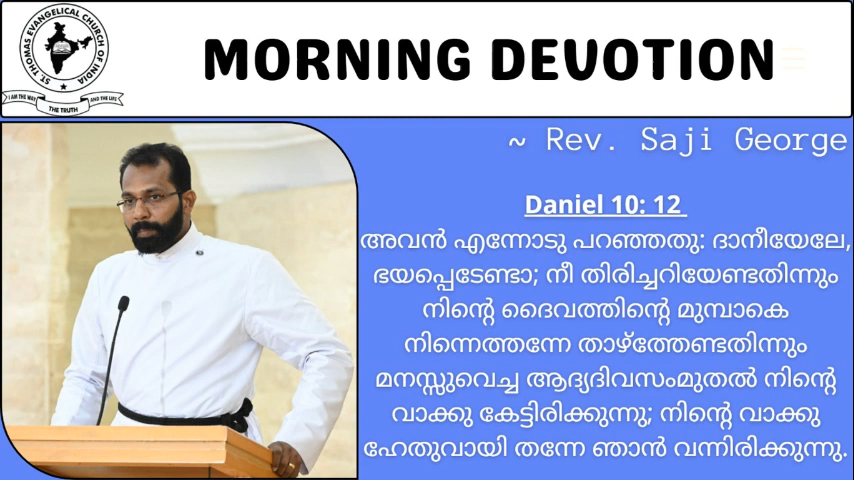 ST. THOMAS EVANGELICAL CHURCH OF INDIA
I AM THE WAY
THE TRUTH
AND THE LIFE
MORNING DEVOTION
~ Rev. Saji George
Daniel 10: 12
അവൻ എന്നോടു പറഞ്ഞതു: ദാനീയേലേ,
ഭയപ്പെടേണ്ടാ; നീ തിരിച്ചറിയേണ്ടതിന്നും
നിന്റെ ദൈവത്തിന്റെ മുമ്പാകെ
നിന്നെത്തന്നേ താഴ്ത്തേണ്ടതിന്നും
മനസ്സുവെച്ച ആദ്യദിവസംമുതൽ നിന്റെ
വാക്കു കേട്ടിരിക്കുന്നു; നിന്റെ വാക്കു
ഹേതുവായി തന്നേ ഞാൻ വന്നിരിക്കുന്നു.